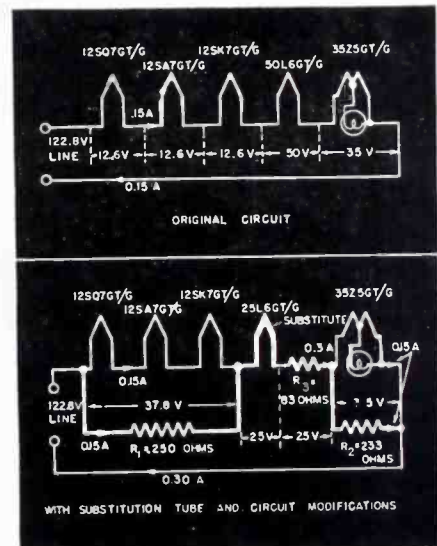 12SQ7GT/G 12SK7GT/G 35Z5GT/G
12SA7GT/G 50L6GT/G
.15A
122.8V
LINE
12.6V 12.6V 12.6V 50V 35 V
0.15 A
ORIGINAL CIRCUIT
12SQ7GT/G 12SK7GT/G 35Z5GT/G
12SA7GT/G 25L6GT/G
SUBSTITUTE
0.3A 0.15A
0.15A
R3=
83 OHMS
122.8V
LINE
37.8 V 25V 25V
0.15A
R1=250 OHMS R2=233
OHMS
0.30 A
WITH SUBSTITUTION TUBE AND CIRCUIT MODIFICATIONS